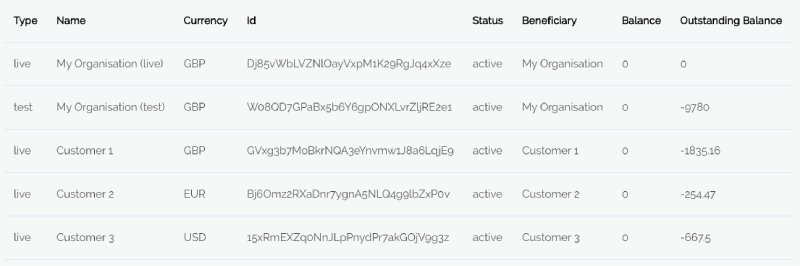 Type Name Currency Id Status Beneficiary Balance Outstanding Balance
live My Organisation (live) GBP Dj85vWbLVZNlOayVxpM1K29RgJq4xXze active My Organisation 0 0
test My Organisation (test) GBP W08QD7GPaBx5b6Y6gpONXLvrZljRE2e1 active My Organisation 0 -9780
live Customer 1 GBP GVxg3b7M0BkrNQA3eYnvmw1J8a6LqjE9 active Customer 1 0 -1835.16
live Customer 2 EUR Bj6Omz2RXaDnr7ygnA5NLQ4g9lbZxP0v active Customer 2 0 -254.47
live Customer 3 USD 15xRmEXZq0NnJLpPnydPr7akGOjV9g3z active Customer 3 0 -667.5